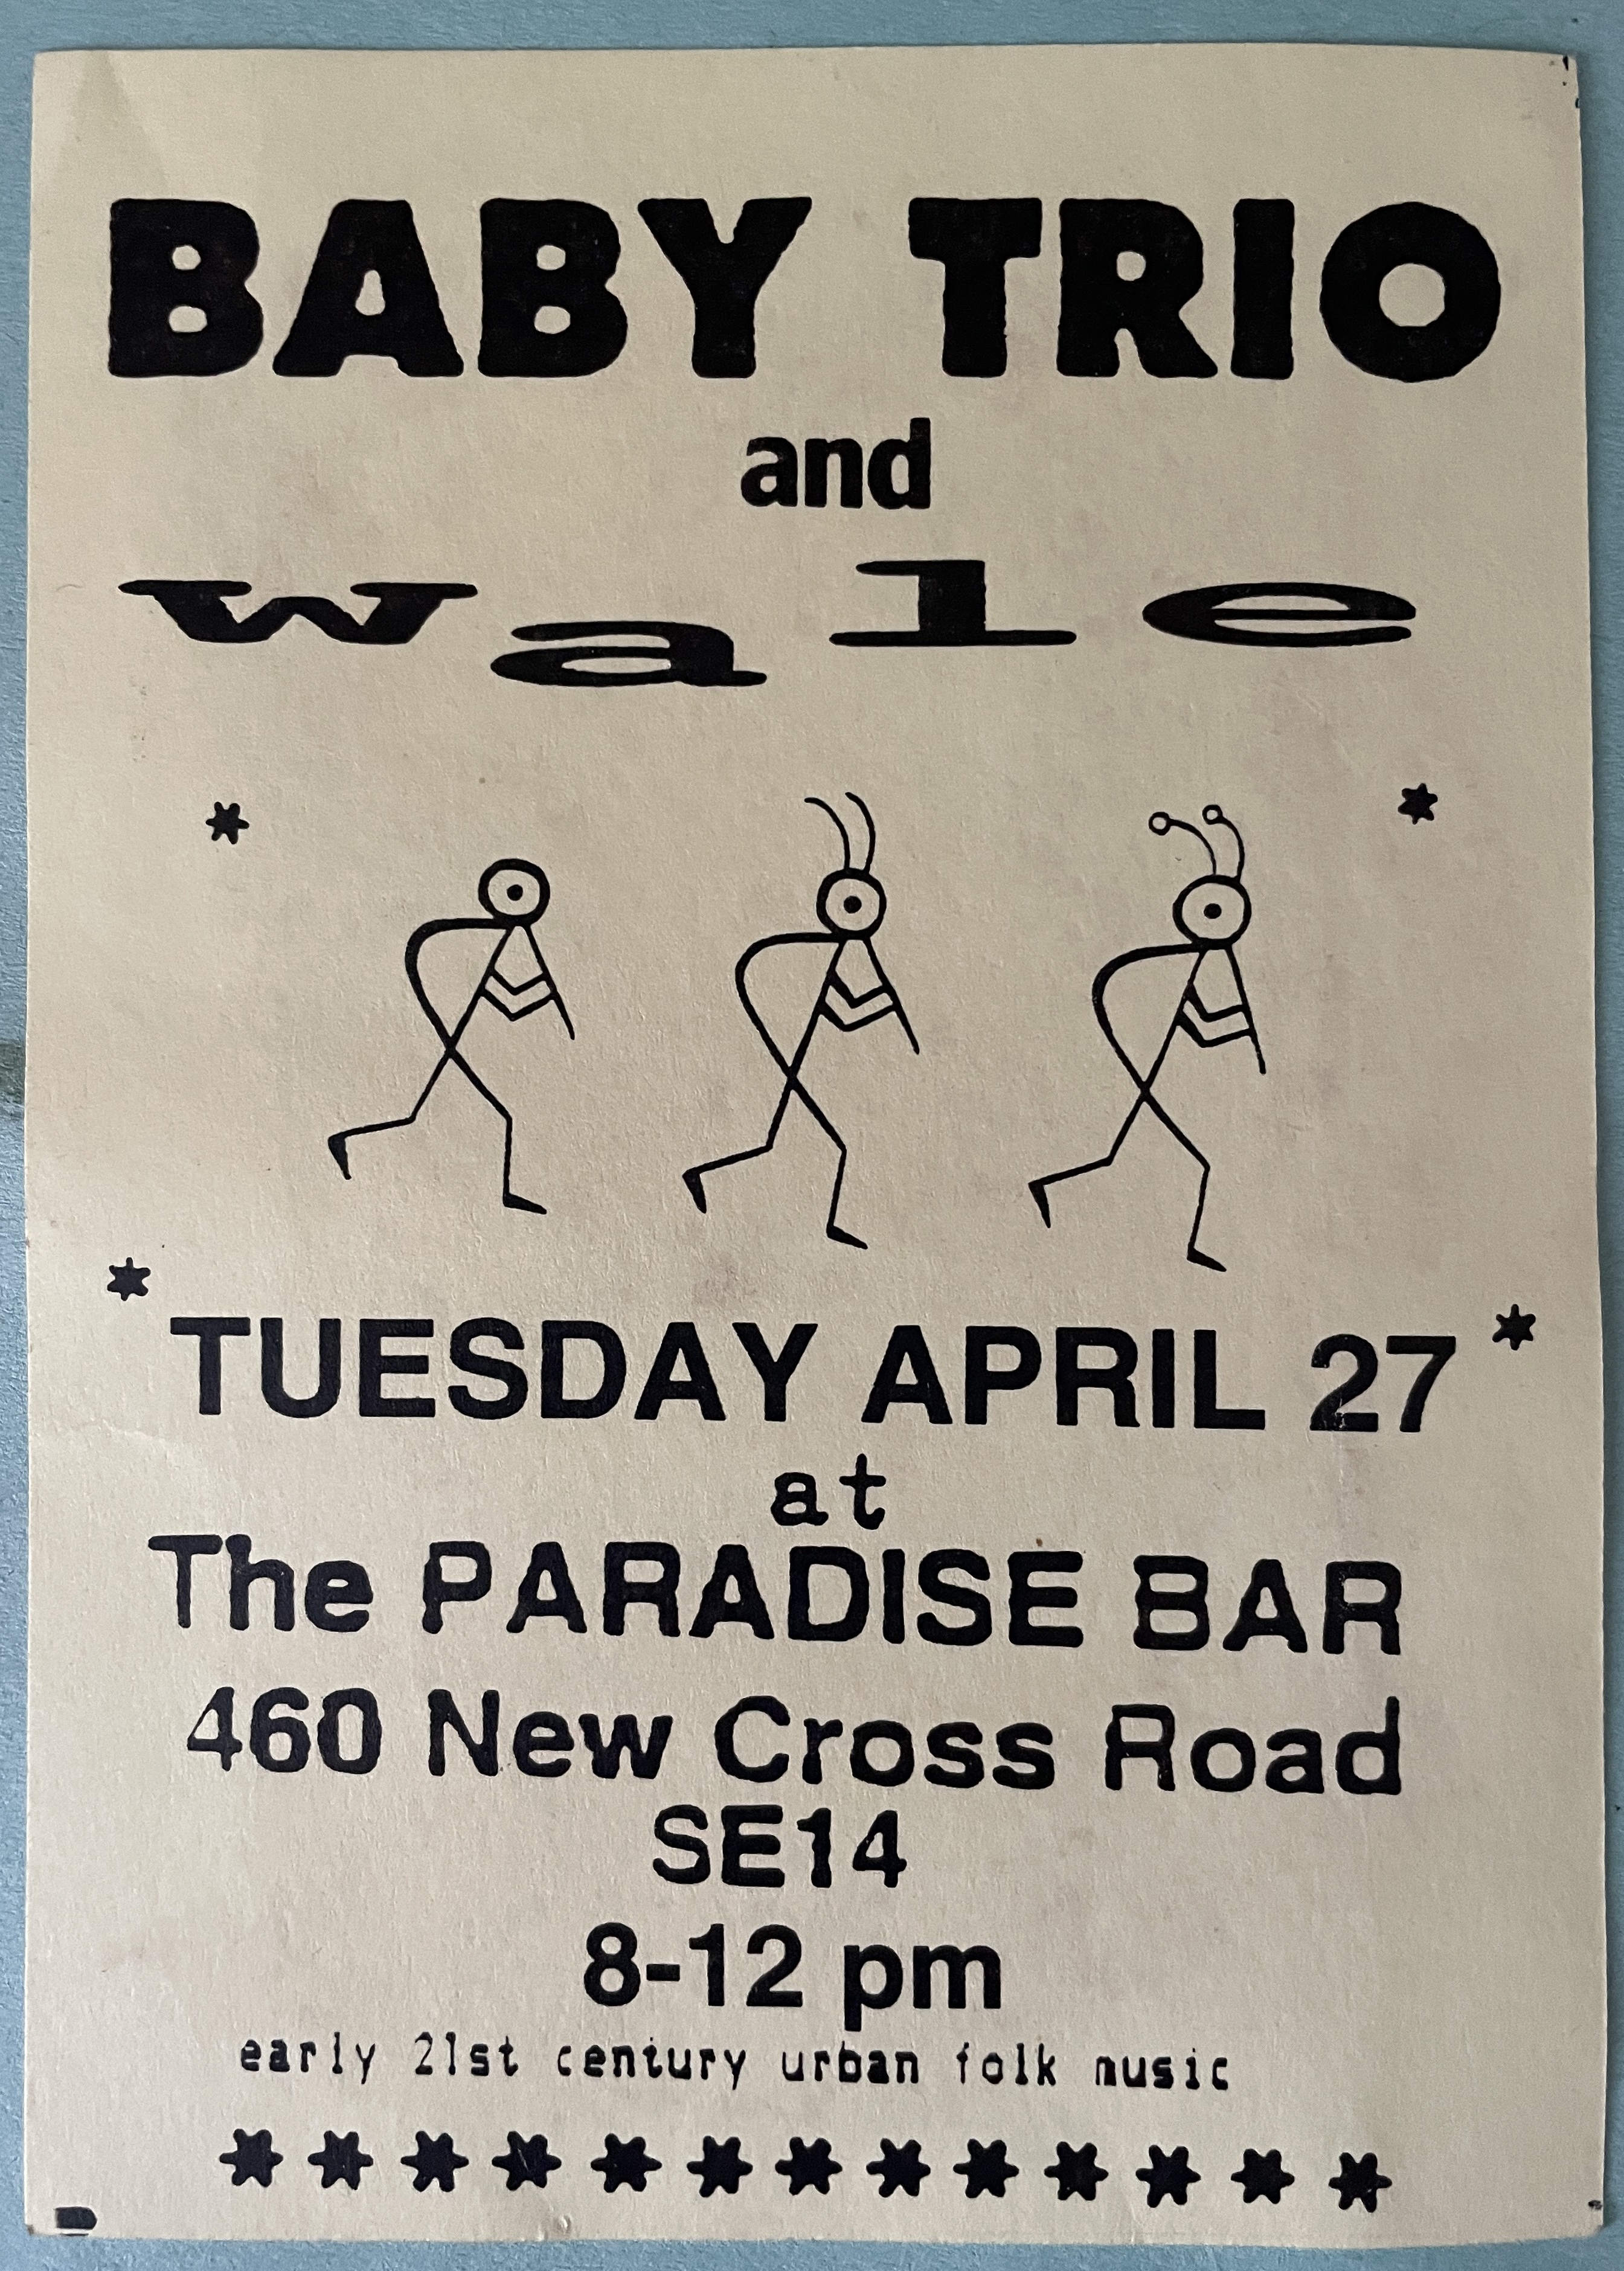 BABY TRIO
and
wale
TUESDAY APRIL 27
at
The PARADISE BAR
460 New Cross Road
SE14
8-12 pm
early 21st century urban folk music